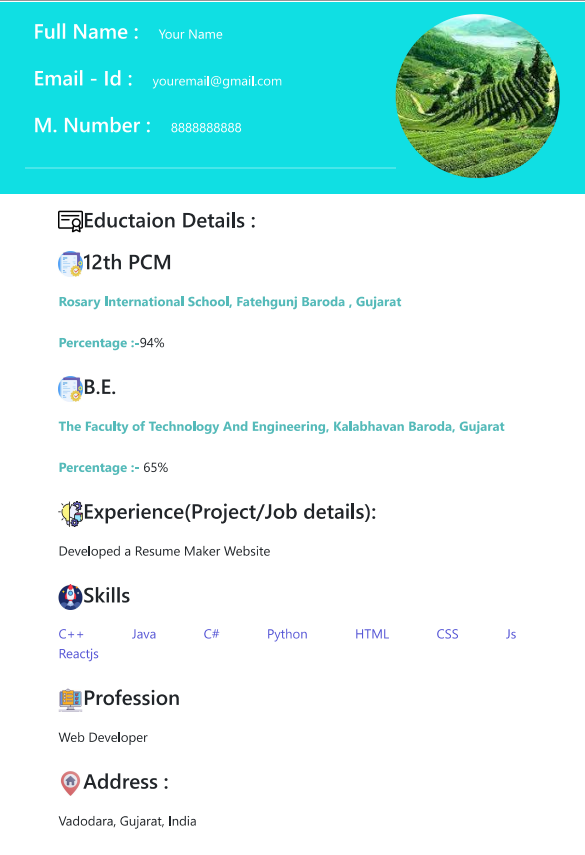 Full Name : Your Name
Email - Id : youremail@gmail.com
M. Number : 8888888888
Eductaion Details :
12th PCM
Rosary International School, Fatehgunj Baroda , Gujarat
Percentage :-94%
B.E.
The Faculty of Technology And Engineering, Kalabhavan Baroda, Gujarat
Percentage :- 65%
Experience(Project/Job details):
Developed a Resume Maker Website
Skills
C++ Java C# Python HTML CSS Js
Reactjs
Profession
Web Developer
Address :
Vadodara, Gujarat, India